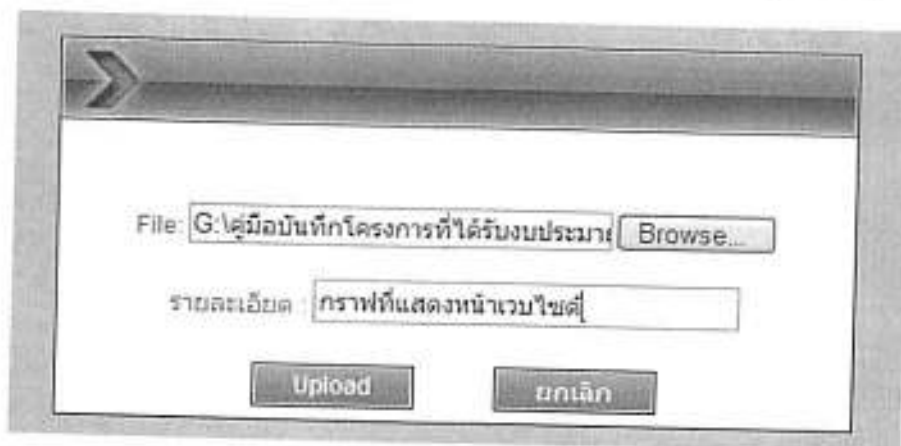 File: G:\คู่มือบันทึกโครงการที่ได้รับงบประมาณ Browse...
รายละเอียด : กราฟที่แสดงหน้าเวบไซต์
Upload ยกเลิก